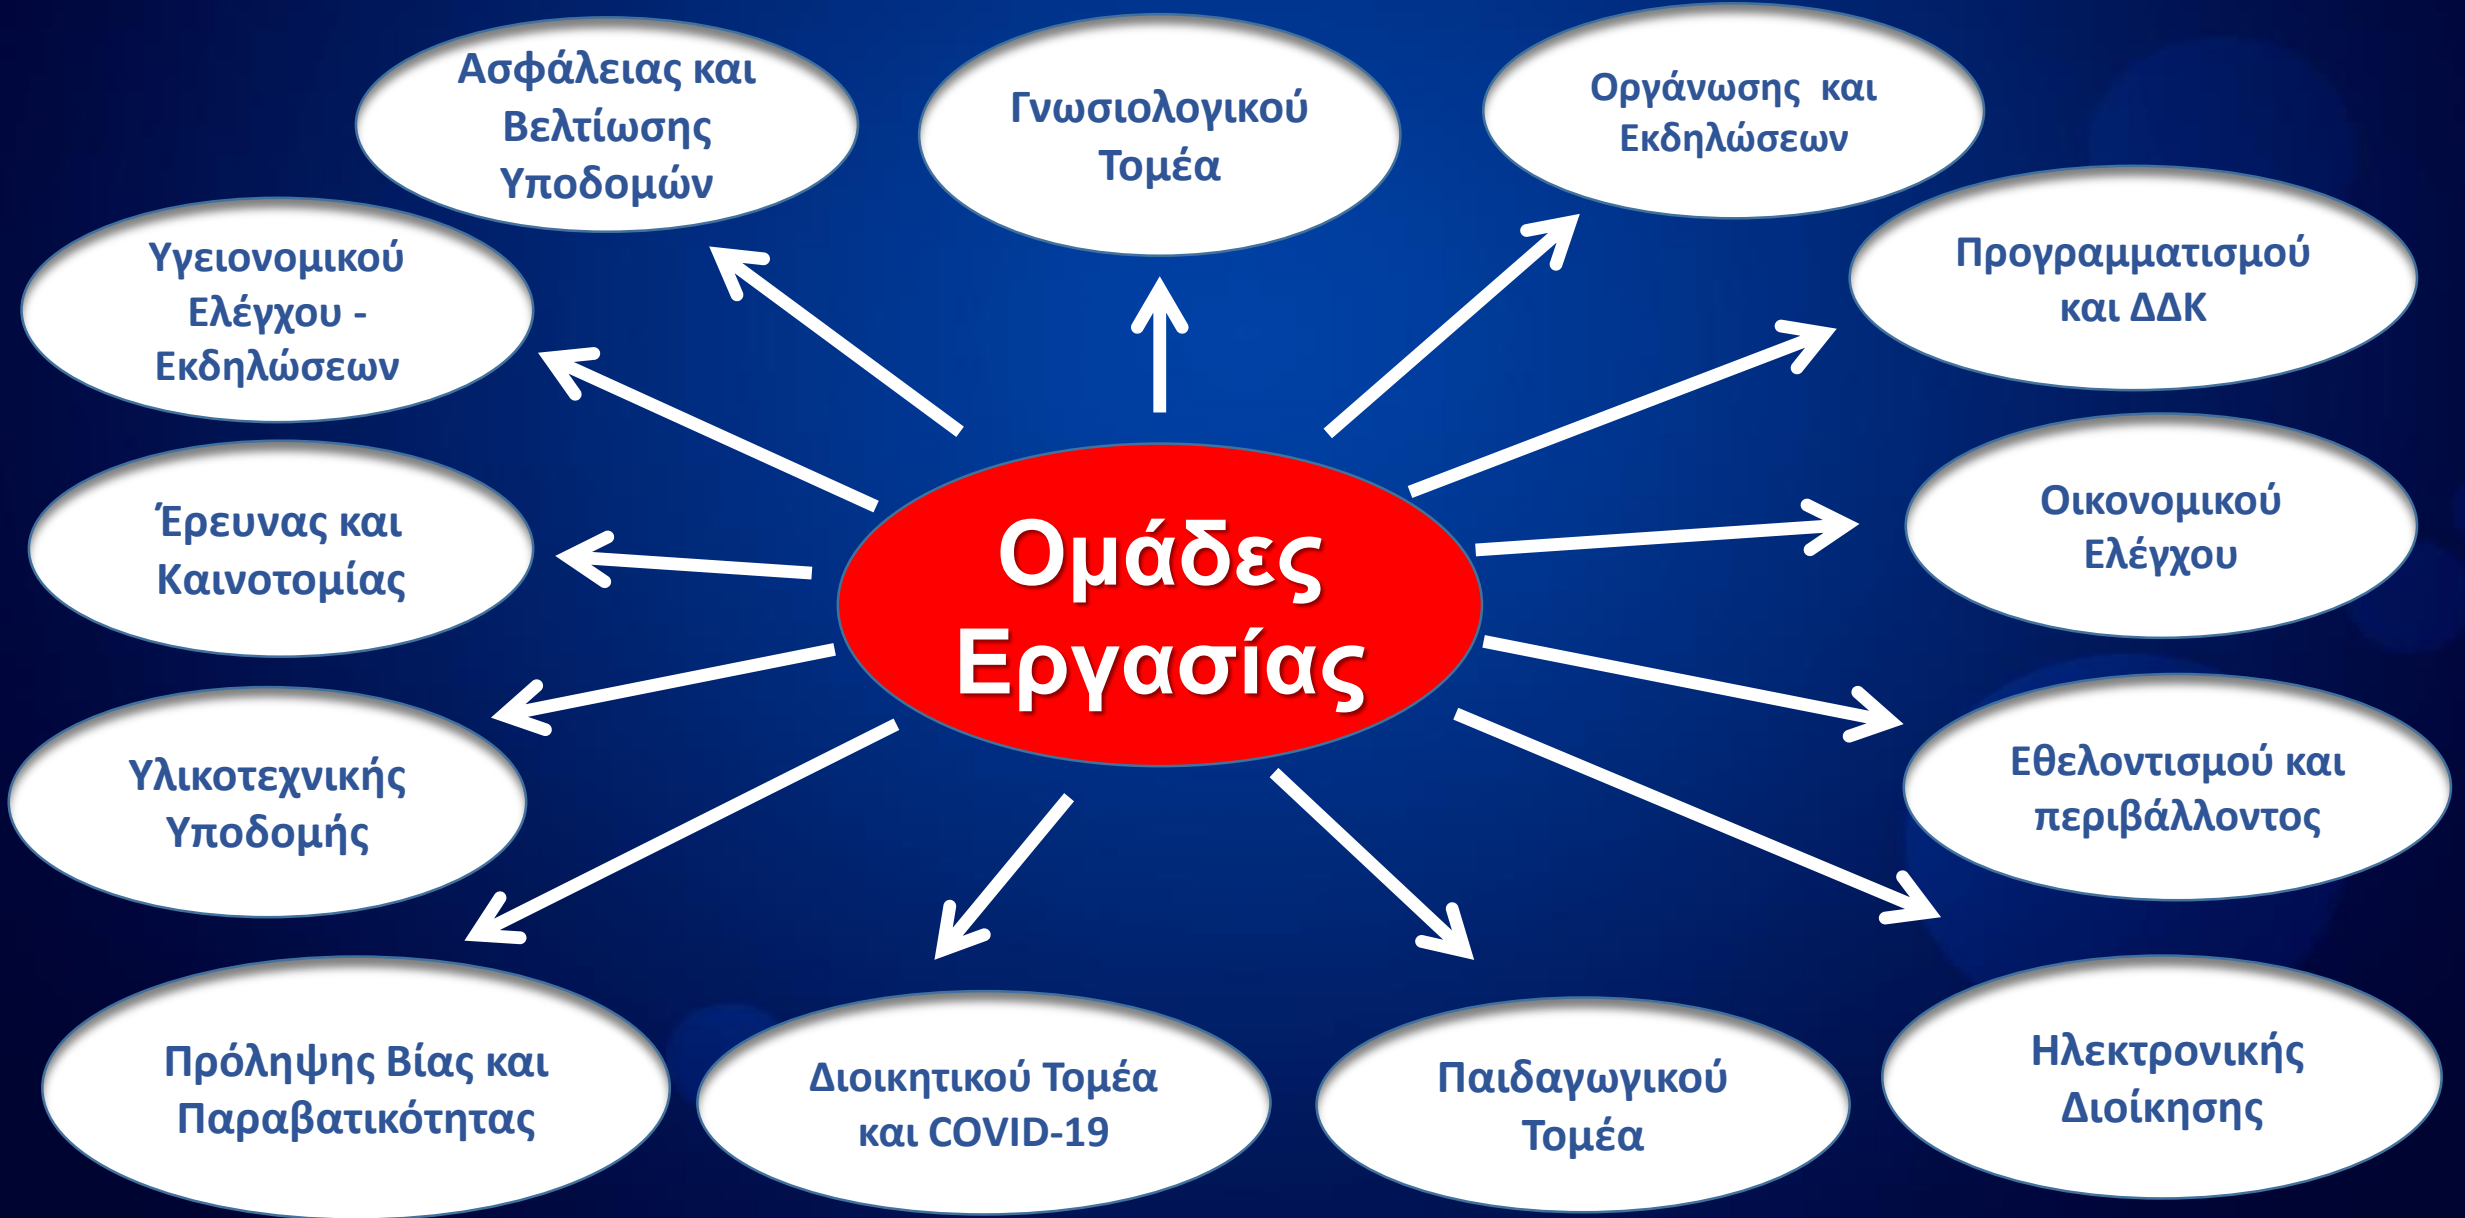 Ασφάλειας και
Βελτίωσης
Υποδομών
Γνωσιολογικού
Τομέα
Οργάνωσης και
Εκδηλώσεων
Υγειονομικού
Ελέγχου -
Εκδηλώσεων
Προγραμματισμού
και ΔΔΚ
Έρευνας και
Καινοτομίας
Ομάδες
Εργασίας
Οικονομικού
Ελέγχου
Υλικοτεχνικής
Υποδομής
Εθελοντισμού και
περιβάλλοντος
Πρόληψης Βίας και
Παραβατικότητας
Διοικητικού Τομέα
και COVID-19
Παιδαγωγικού
Τομέα
Ηλεκτρονικής
Διοίκησης